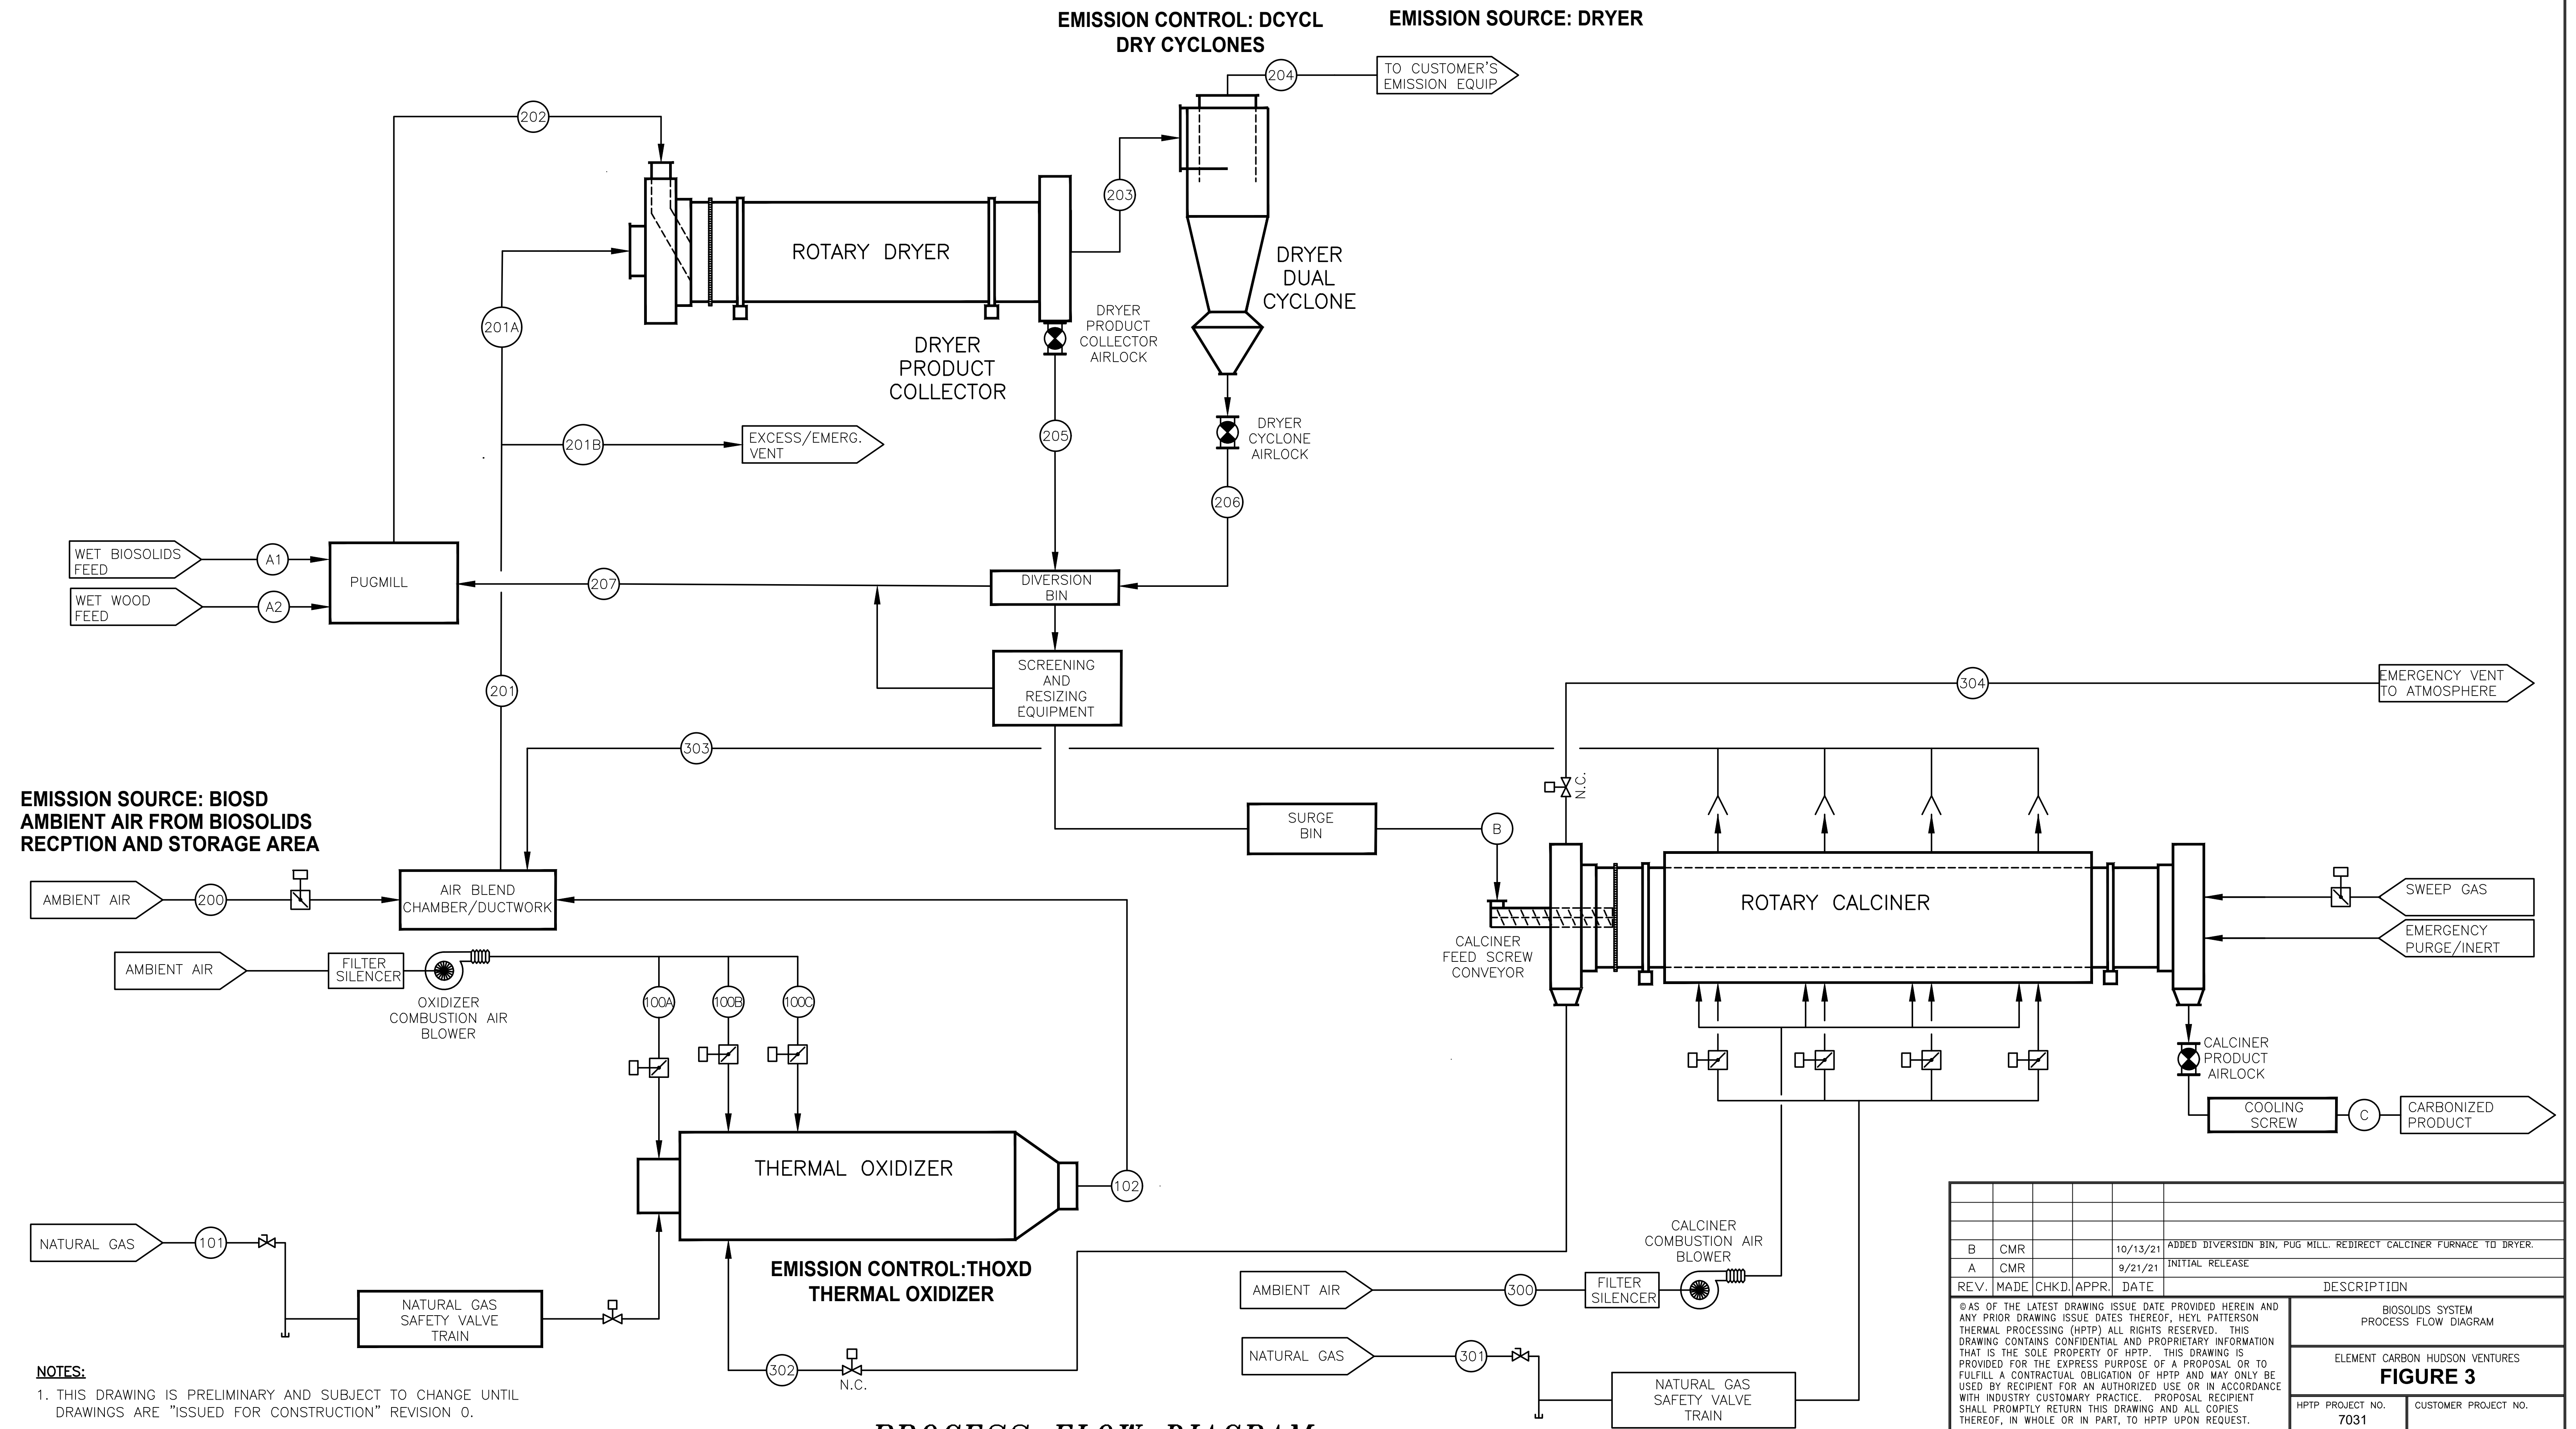 EMISSION CONTROL: DCYCL
DRY CYCLONES
EMISSION SOURCE: DRYER
204
TO CUSTOMER'S
EMISSION EQUIP
202
203
ROTARY DRYER
DRYER
DUAL
CYCLONE
201A
DRYER
PRODUCT
COLLECTOR
AIRLOCK
DRYER
PRODUCT
COLLECTOR
201B
EXCESS/EMERG.
VENT
205
DRYER
CYCLONE
AIRLOCK
206
WET BIOSOLIDS
FEED
A1
WET WOOD
FEED
A2
PUGMILL
207
DIVERSION
BIN
SCREENING
AND
RESIZING
EQUIPMENT
201
304
EMERGENCY VENT
TO ATMOSPHERE
303
N.C.
EMISSION SOURCE: BIOSD
AMBIENT AIR FROM BIOSOLIDS
RECPTION AND STORAGE AREA
SURGE
BIN
B
AMBIENT AIR
200
AIR BLEND
CHAMBER/DUCTWORK
ROTARY CALCINER
SWEEP GAS
EMERGENCY
PURGE/INERT
CALCINER
FEED SCREW
CONVEYOR
AMBIENT AIR
FILTER
SILENCER
OXIDIZER
COMBUSTION AIR
BLOWER
100A
100B
100C
CALCINER
PRODUCT
AIRLOCK
COOLING
SCREW
C
CARBONIZED
PRODUCT
THERMAL OXIDIZER
102
NATURAL GAS
101
EMISSION CONTROL:THOXD
THERMAL OXIDIZER
NATURAL GAS
SAFETY VALVE
TRAIN
302
N.C.
CALCINER
COMBUSTION AIR
BLOWER
AMBIENT AIR
300
FILTER
SILENCER
NATURAL GAS
301
NATURAL GAS
SAFETY VALVE
TRAIN
NOTES:
1. THIS DRAWING IS PRELIMINARY AND SUBJECT TO CHANGE UNTIL
DRAWINGS ARE "ISSUED FOR CONSTRUCTION" REVISION 0.
PROCESS FLOW DIAGRAM
B CMR 10/13/21 ADDED DIVERSION BIN, PUG MILL. REDIRECT CALCINER FURNACE TO DRYER.
A CMR 9/21/21 INITIAL RELEASE
REV. MADE CHKD. APPR. DATE DESCRIPTION
© AS OF THE LATEST DRAWING ISSUE DATE PROVIDED HEREIN AND
ANY PRIOR DRAWING ISSUE DATES THEREOF, HEYL PATTERSON
THERMAL PROCESSING (HPTP) ALL RIGHTS RESERVED. THIS
DRAWING CONTAINS CONFIDENTIAL AND PROPRIETARY INFORMATION
THAT IS THE SOLE PROPERTY OF HPTP. THIS DRAWING IS
PROVIDED FOR THE EXPRESS PURPOSE OF A PROPOSAL OR TO
FULFILL A CONTRACTUAL OBLIGATION OF HPTP AND MAY ONLY BE
USED BY RECIPIENT FOR AN AUTHORIZED USE OR IN ACCORDANCE
WITH INDUSTRY CUSTOMARY PRACTICE. PROPOSAL RECIPIENT
SHALL PROMPTLY RETURN THIS DRAWING AND ALL COPIES
THEREOF, IN WHOLE OR IN PART, TO HPTP UPON REQUEST.
BIOSOLIDS SYSTEM
PROCESS FLOW DIAGRAM
ELEMENT CARBON HUDSON VENTURES
FIGURE 3
HPTP PROJECT NO.
7031
CUSTOMER PROJECT NO.